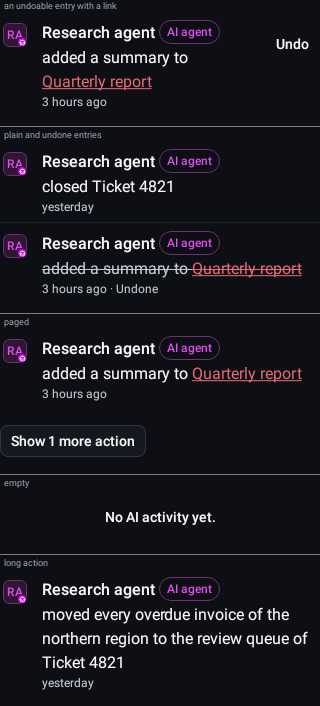 an undoable entry with a link
RA
Research agent AI agent
Undo
added a summary to
Quarterly report
3 hours ago
plain and undone entries
RA
Research agent AI agent
closed Ticket 4821
yesterday
RA
Research agent AI agent
added a summary to Quarterly report
3 hours ago · Undone
paged
RA
Research agent AI agent
added a summary to Quarterly report
3 hours ago
Show 1 more action
empty
No AI activity yet.
long action
RA
Research agent AI agent
moved every overdue invoice of the
northern region to the review queue of
Ticket 4821
yesterday